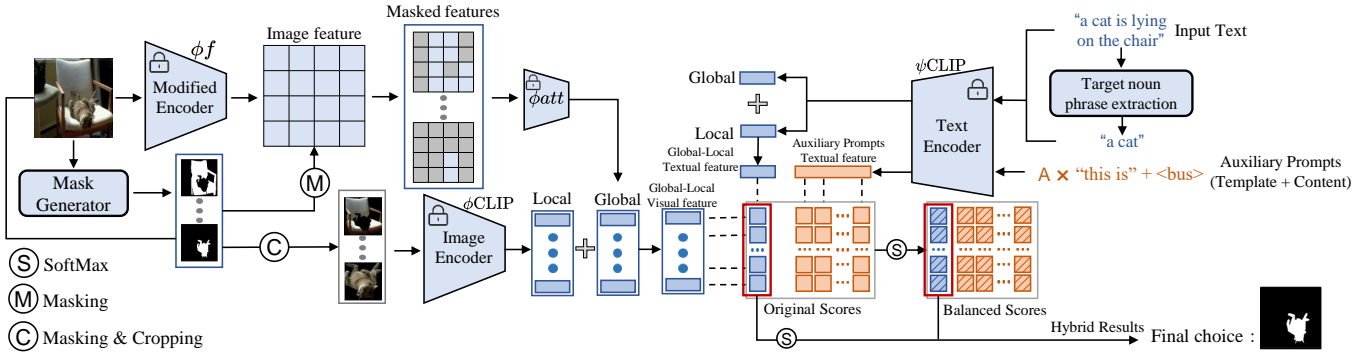 Masked features
Image feature
ϕf
Modified
Encoder
ϕatt
Mask
Generator
M
C
ϕCLIP
Image
Encoder
Local
Global
Global-Local
Visual feature
S SoftMax
M Masking
C Masking & Cropping
Global
Local
Global-Local
Textual feature
Auxiliary Prompts
Textual feature
ψCLIP
Text
Encoder
“a cat is lying
on the chair”
Input Text
Target noun
phrase extraction
“a cat”
A × “this is” + <bus>
Auxiliary Prompts
(Template + Content)
S
Original Scores
Balanced Scores
S
Hybrid Results
Final choice :